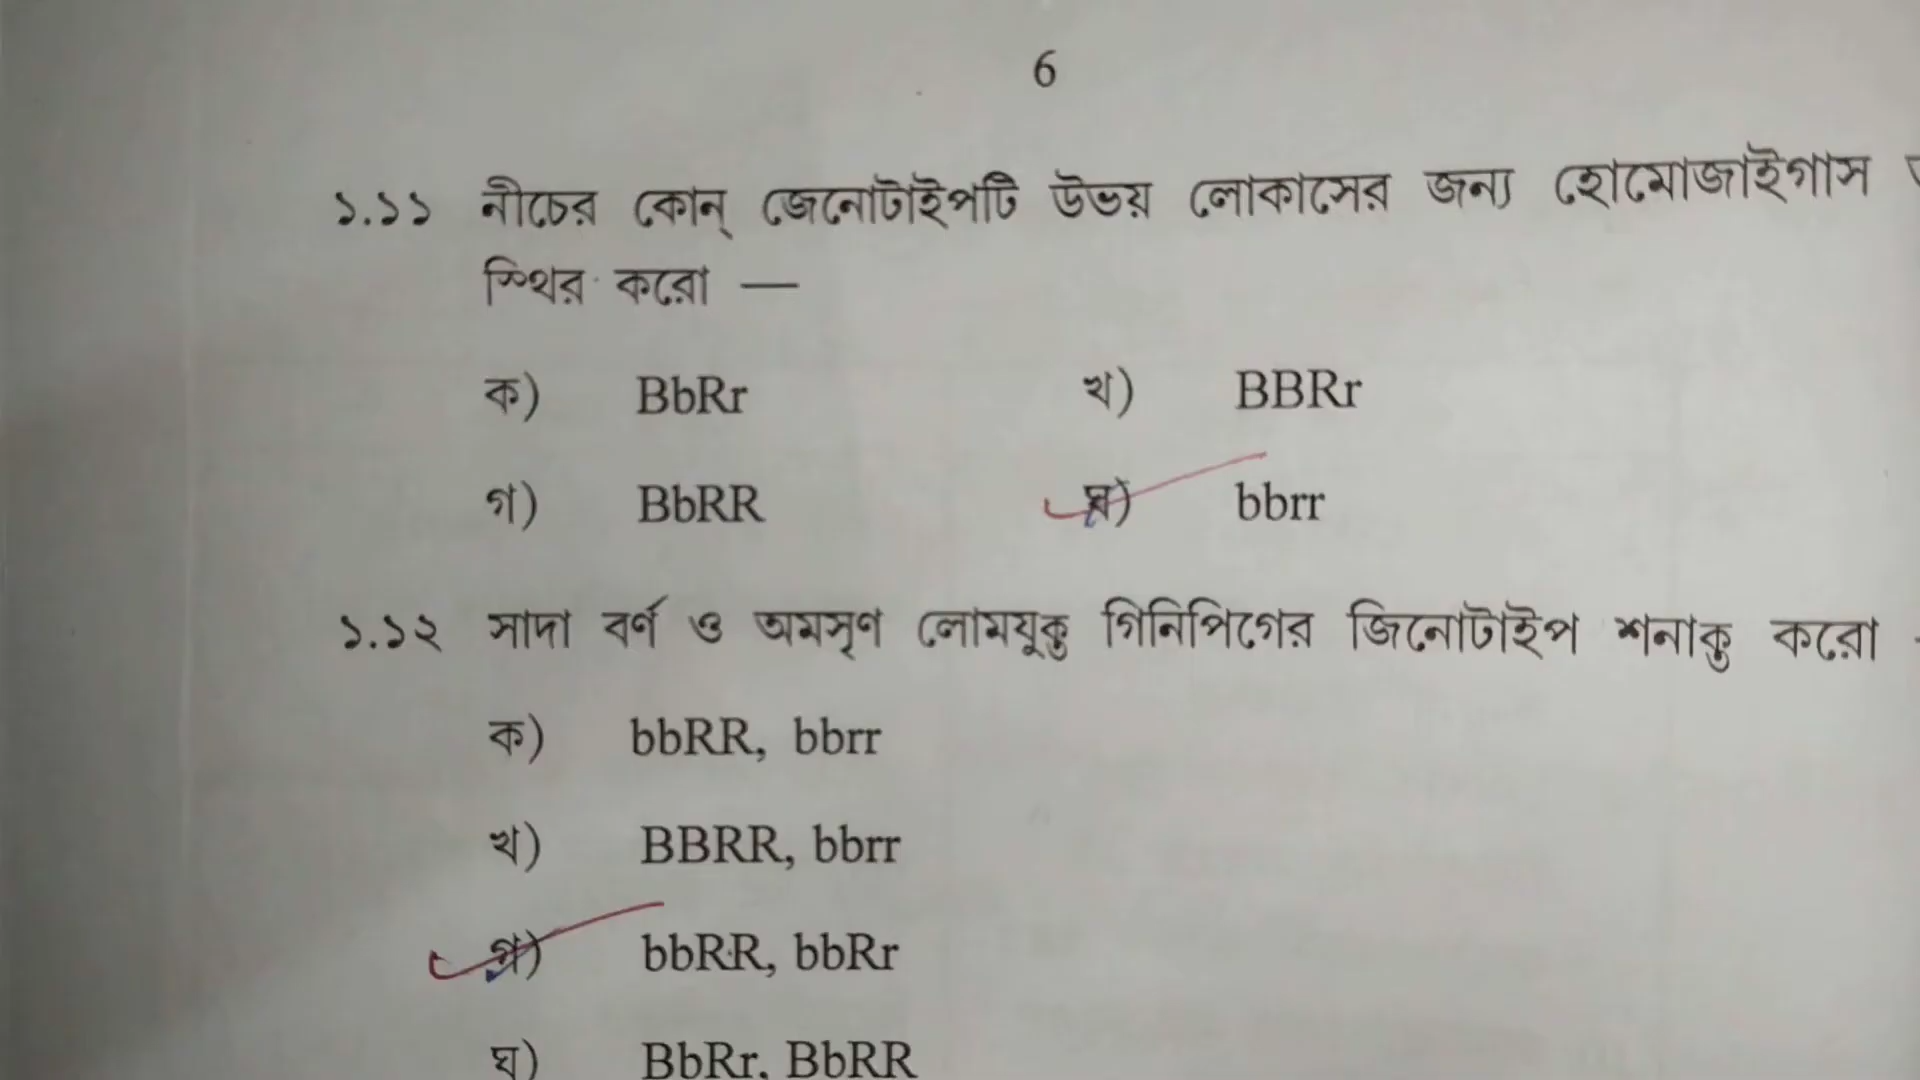 6
১.১১ নীচের কোন্ জেনোটাইপটি উভয় লোকাসের জন্য হোমোজাইগাস
স্থির করো —
ক) BbRr খ) BBRr
গ) BbRR ঘ) bbrr
১.১২ সাদা বর্ণ ও অমসৃণ লোমযুক্ত গিনিপিগের জিনোটাইপ শনাক্ত করো -
ক) bbRR, bbrr
খ) BBRR, bbrr
গ) bbRR, bbRr
ঘ) BbRr, BbRR